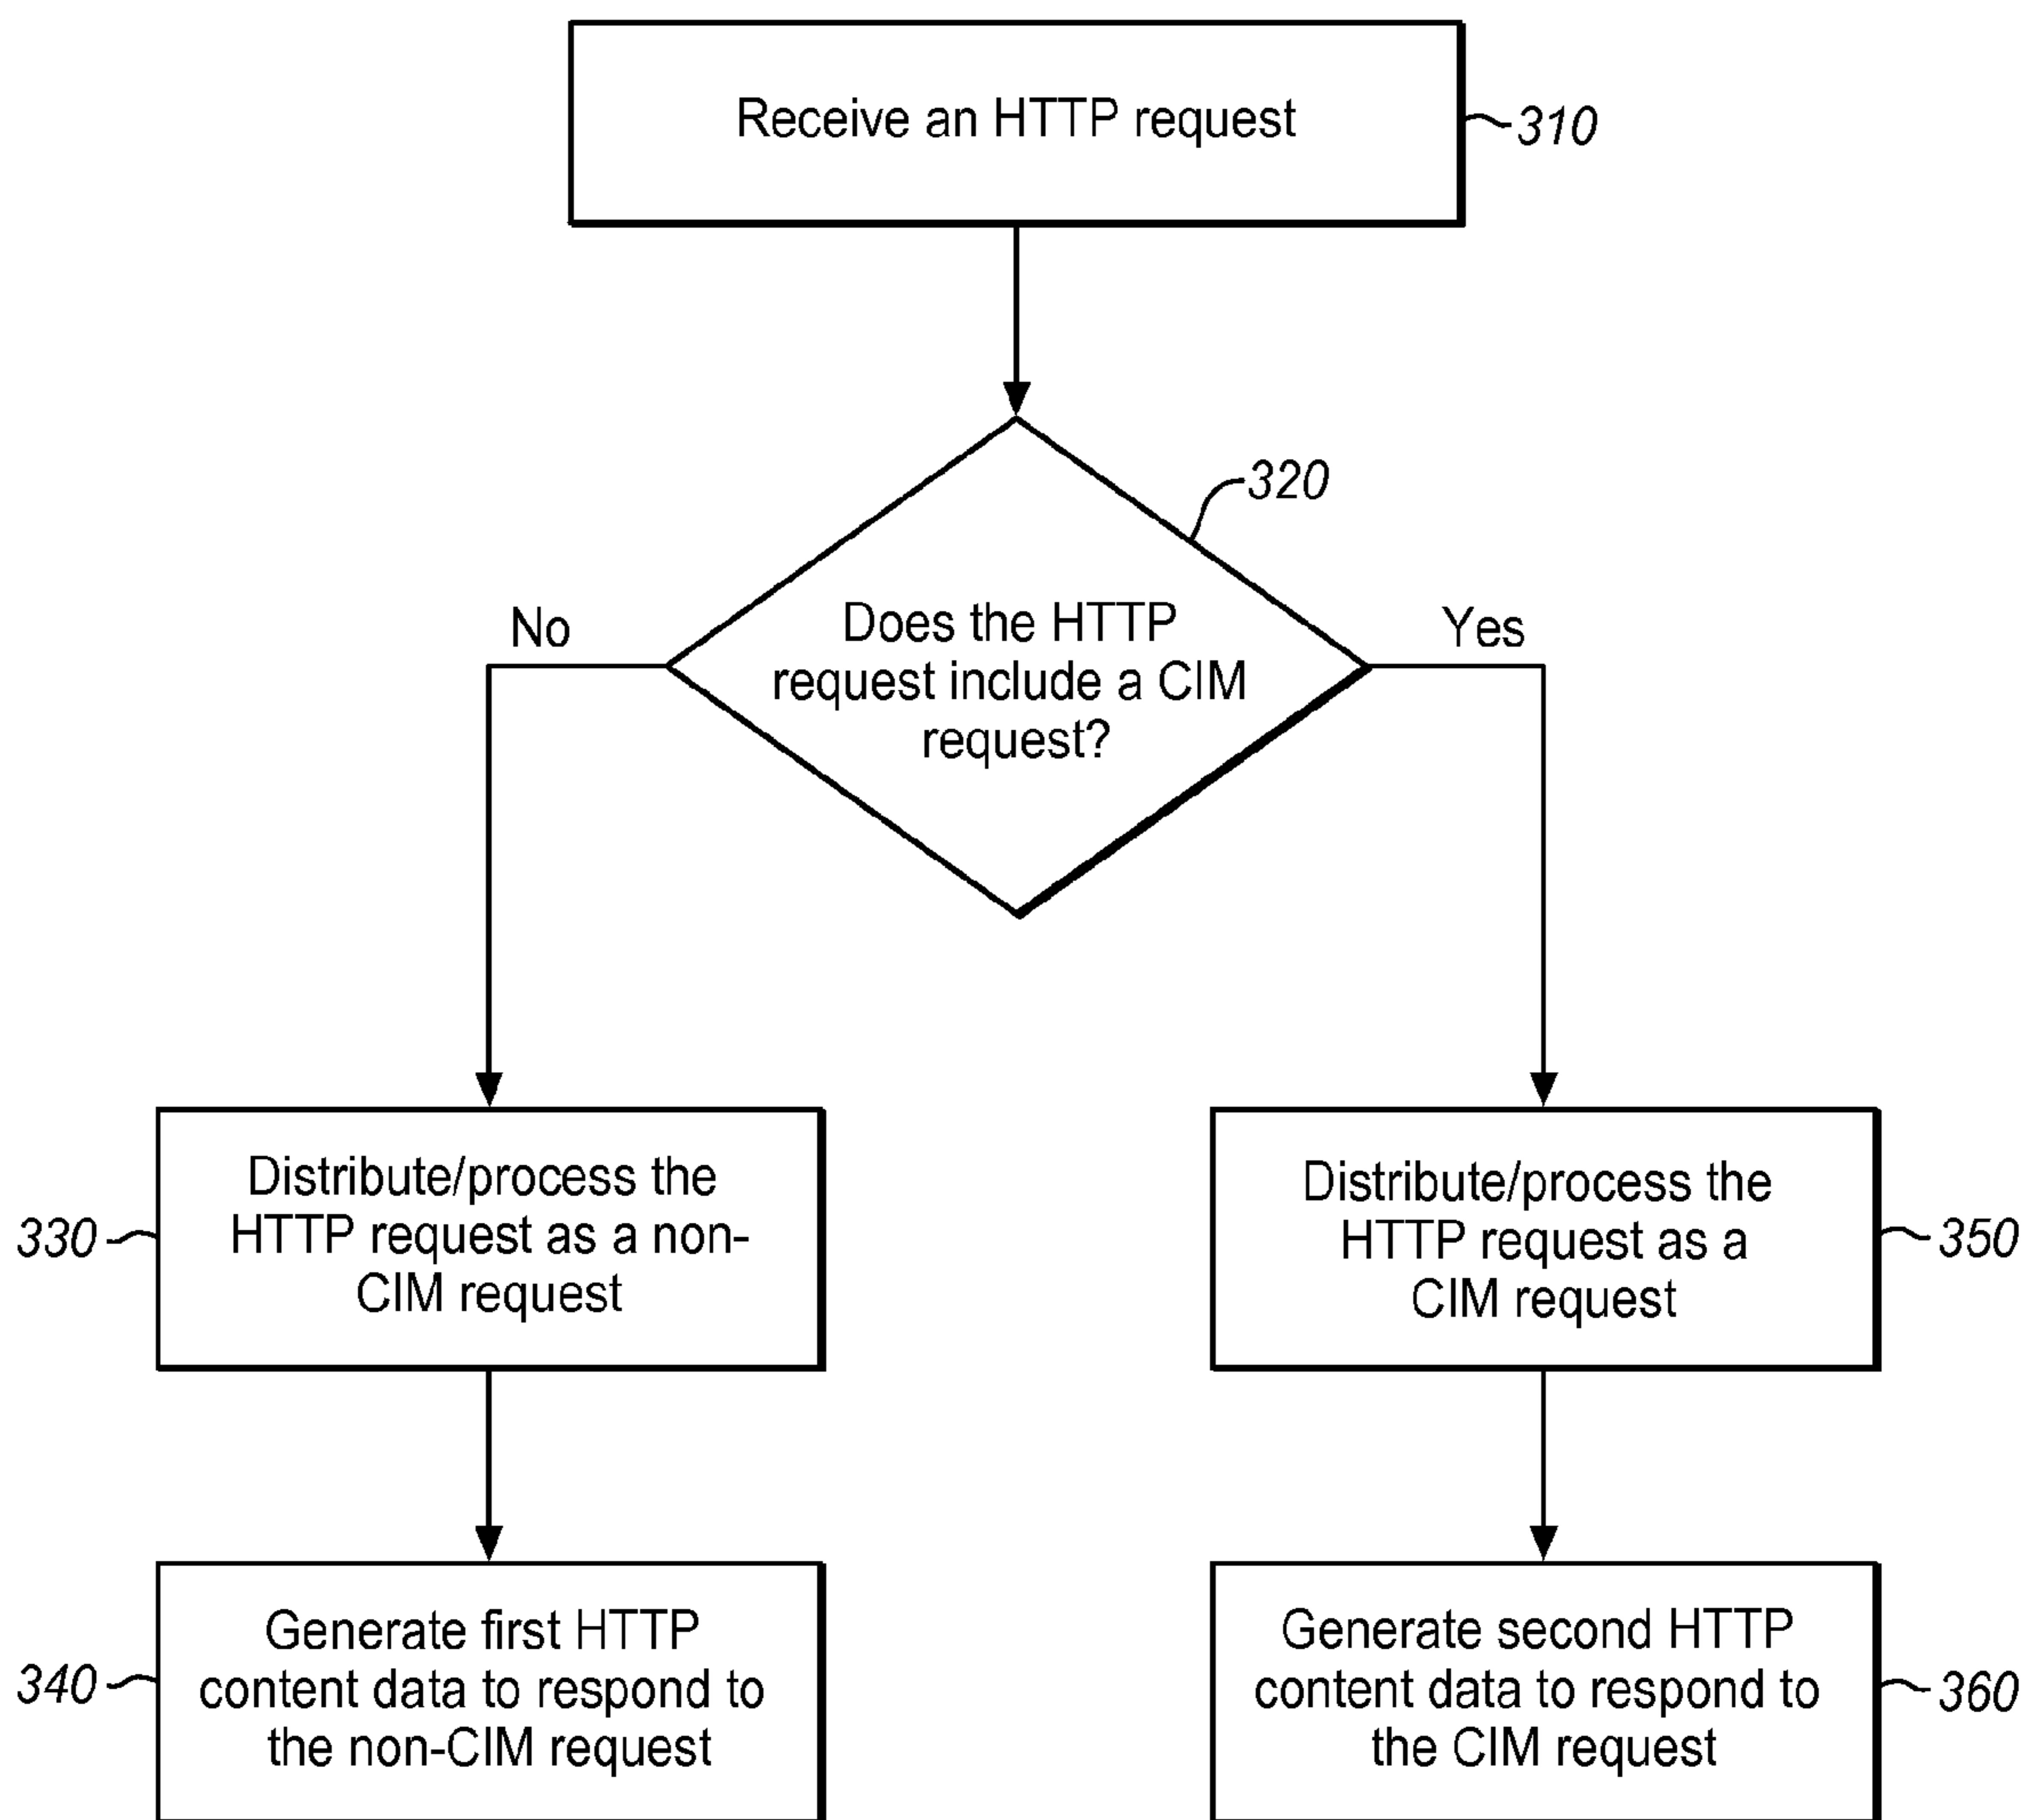 Receive an HTTP request
310
320
Does the HTTP
request include a CIM
request?
No
Yes
Distribute/process the
HTTP request as a non-
CIM request
330
Distribute/process the
HTTP request as a
CIM request
350
Generate first HTTP
content data to respond to
the non-CIM request
340
Generate second HTTP
content data to respond to
the CIM request
360